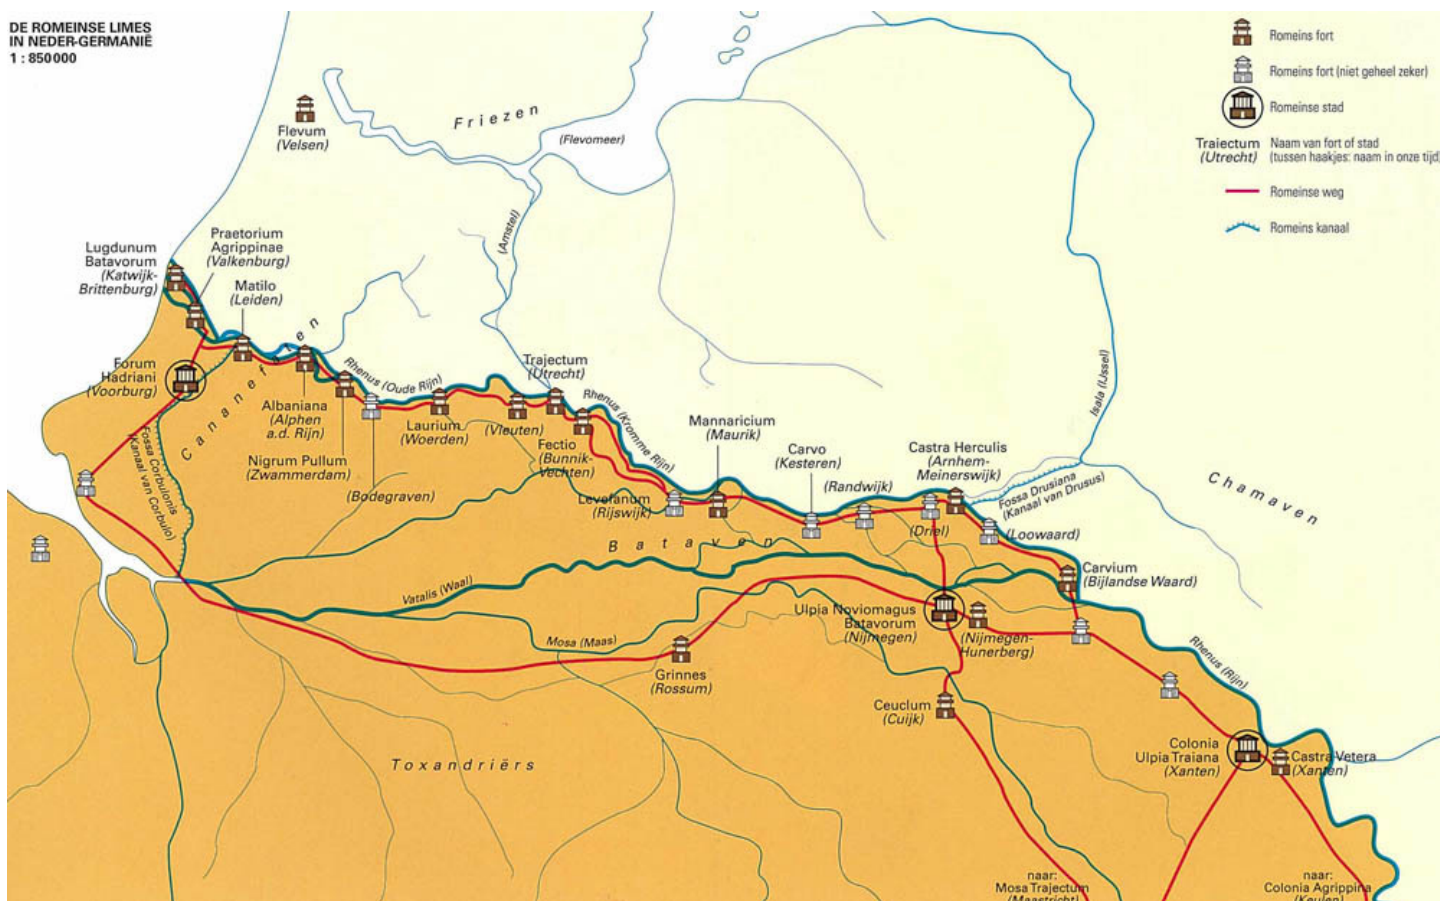 DE ROMEINSE LIMES
IN NEDER-GERMANIË
1 : 850 000
Romeins fort
Romeins fort (niet geheel zeker)
Romeinse stad
Traiectum
(Utrecht)
Naam van fort of stad
(tussen haakjes: naam in onze tijd)
Romeinse weg
Romeins kanaal
Flevum
(Velsen)
Friezen
(Flevomeer)
(Amstel)
Praetorium
Agrippinae
(Valkenburg)
Lugdunum
Batavorum
(Katwijk-
Brittenburg)
Matilo
(Leiden)
Cananefaten
Forum
Hadriani
(Voorburg)
Rhenus (Oude Rijn)
Trajectum
(Utrecht)
Rhenus (Kromme Rijn)
Isala (IJssel)
Albaniana
(Alphen
a.d. Rijn)
Laurium
(Woerden)
(Vleuten)
Fectio
(Bunnik-
Vechten)
Mannaricium
(Maurik)
Carvo
(Kesteren)
Castra Herculis
(Arnhem-
Meinerswijk)
Nigrum Pullum
(Zwammerdam)
(Bodegraven)
Fossa Corbulonis
(Kanaal van Corbulo)
Levefanum
(Rijswijk)
(Randwijk)
Fossa Drusiana
(Kanaal van Drusus)
Chamaven
(Driel)
(Loowaard)
Bataven
Carvium
(Bijlandse Waard)
Vatalis (Waal)
Ulpia Noviomagus
Batavorum
(Nijmegen)
(Nijmegen-
Hunerberg)
Mosa (Maas)
Grinnes
(Rossum)
Rhenus (Rijn)
Ceuclum
(Cuijk)
Colonia
Ulpia Traiana
(Xanten)
Castra Vetera
(Xanten)
Toxandriërs
naar:
Mosa Trajectum
(Maastricht)
naar:
Colonia Agrippina
(Keulen)